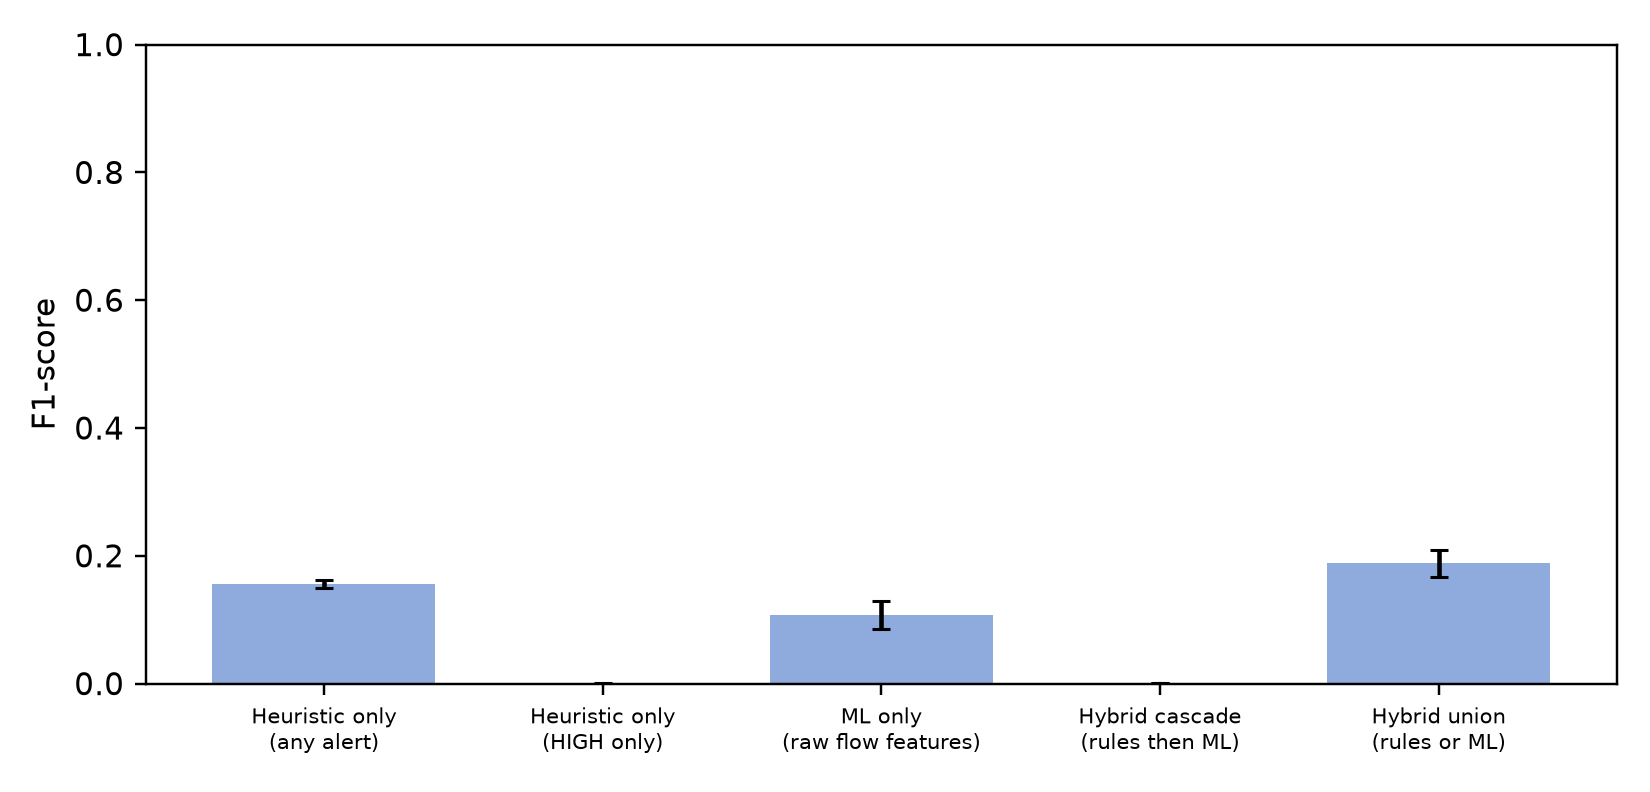 F1-score
1.0
0.8
0.6
0.4
0.2
0.0
Heuristic only
(any alert)
Heuristic only
(HIGH only)
ML only
(raw flow features)
Hybrid cascade
(rules then ML)
Hybrid union
(rules or ML)